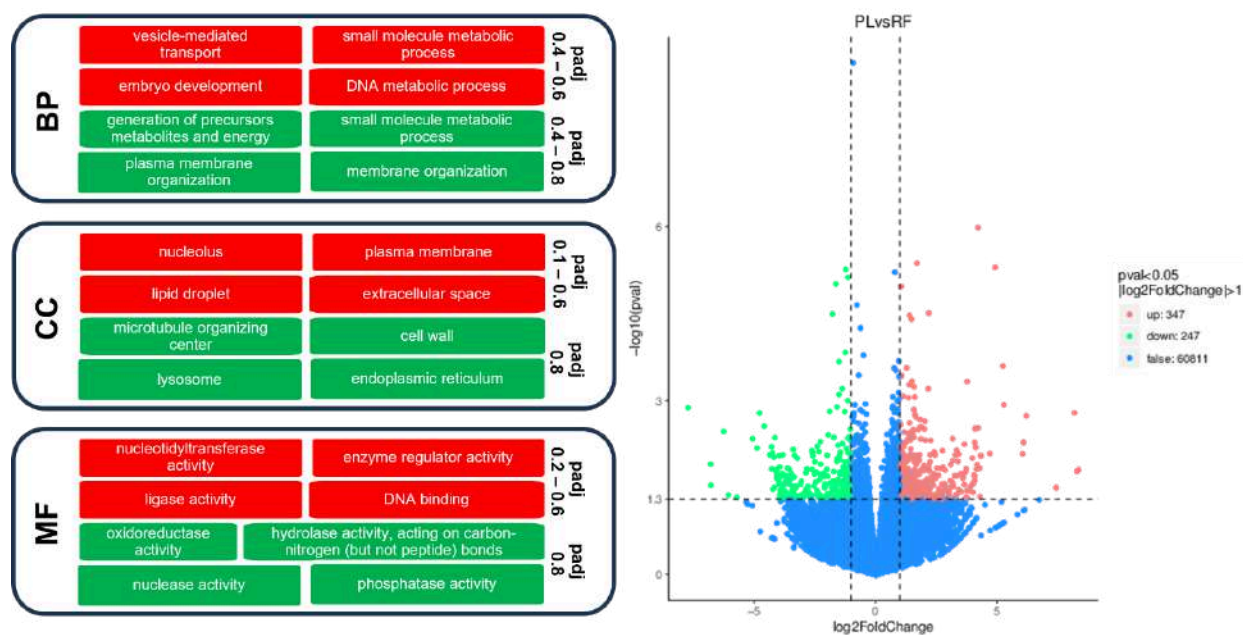 BP
vesicle-mediated
transport
small molecule metabolic
process
embryo development
DNA metabolic process
padj
0.4 – 0.6
generation of precursors
metabolites and energy
small molecule metabolic
process
plasma membrane
organization
membrane organization
padj
0.4 – 0.8
CC
nucleolus
plasma membrane
lipid droplet
extracellular space
padj
0.1 – 0.6
microtubule organizing
center
cell wall
lysosome
endoplasmic reticulum
padj
0.8
MF
nucleotidyltransferase
activity
enzyme regulator activity
ligase activity
DNA binding
padj
0.2 – 0.6
oxidoreductase
activity
hydrolase activity, acting on carbon-
nitrogen (but not peptide) bonds
nuclease activity
phosphatase activity
padj
0.8
PLvsRF
-log10(pval)
6
3
1.3
0
-5
0
5
log2FoldChange
pval<0.05
|log2FoldChange|>1
up: 347
down: 247
false: 60811